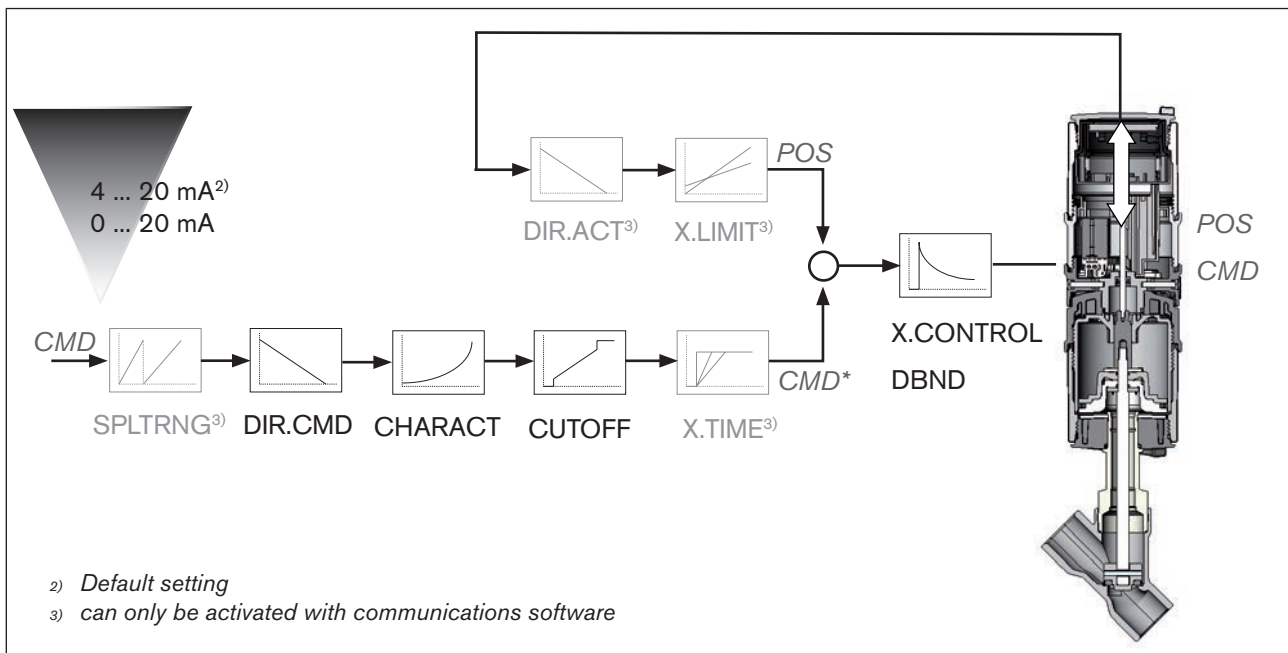 4 ... 20 mA²⁾
0 ... 20 mA
POS
DIR.ACT³⁾ X.LIMIT³⁾
POS
CMD
X.CONTROL
DBND
CMD
CMD*
SPLTRNG³⁾ DIR.CMD CHARACT CUTOFF X.TIME³⁾
2) Default setting
3) can only be activated with communications software